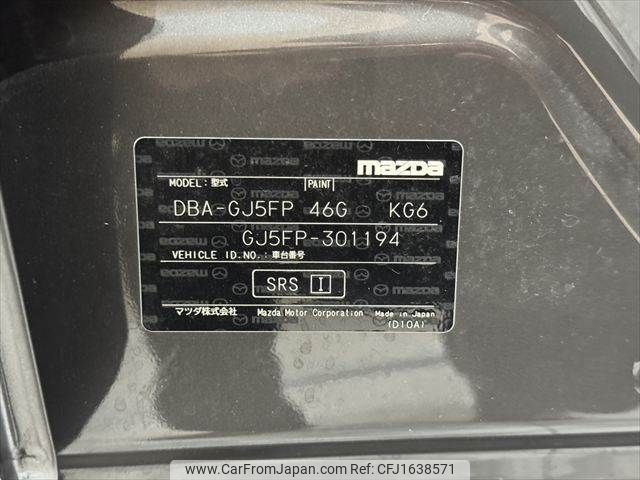 mazda
MODEL: 型式 PAINT
DBA-GJ5FP 46G KG6
GJ5FP-301194
VEHICLE ID.NO.: 車台番号
SRS I
マツダ株式会社 Mazda Motor Corporation Made in Japan
(D10A)
www.CarFromJapan.com - Copyright CFJ1638571